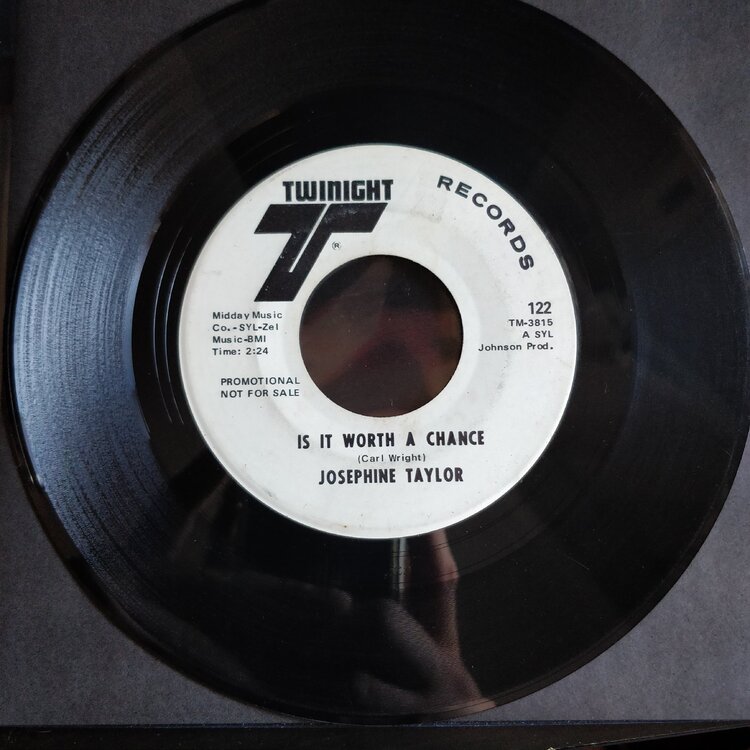 TWINIGHT
RECORDS
T
®
Midday Music
Co.-SYL-Zel
Music-BMI
Time: 2:24
PROMOTIONAL
NOT FOR SALE
122
TM-3815
A SYL
Johnson Prod.
IS IT WORTH A CHANCE
(Carl Wright)
JOSEPHINE TAYLOR